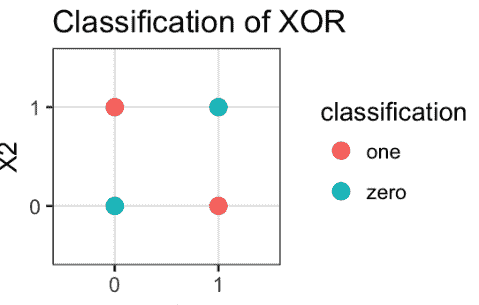 Classification of XOR
X2
1
0
0 1
classification
one
zero